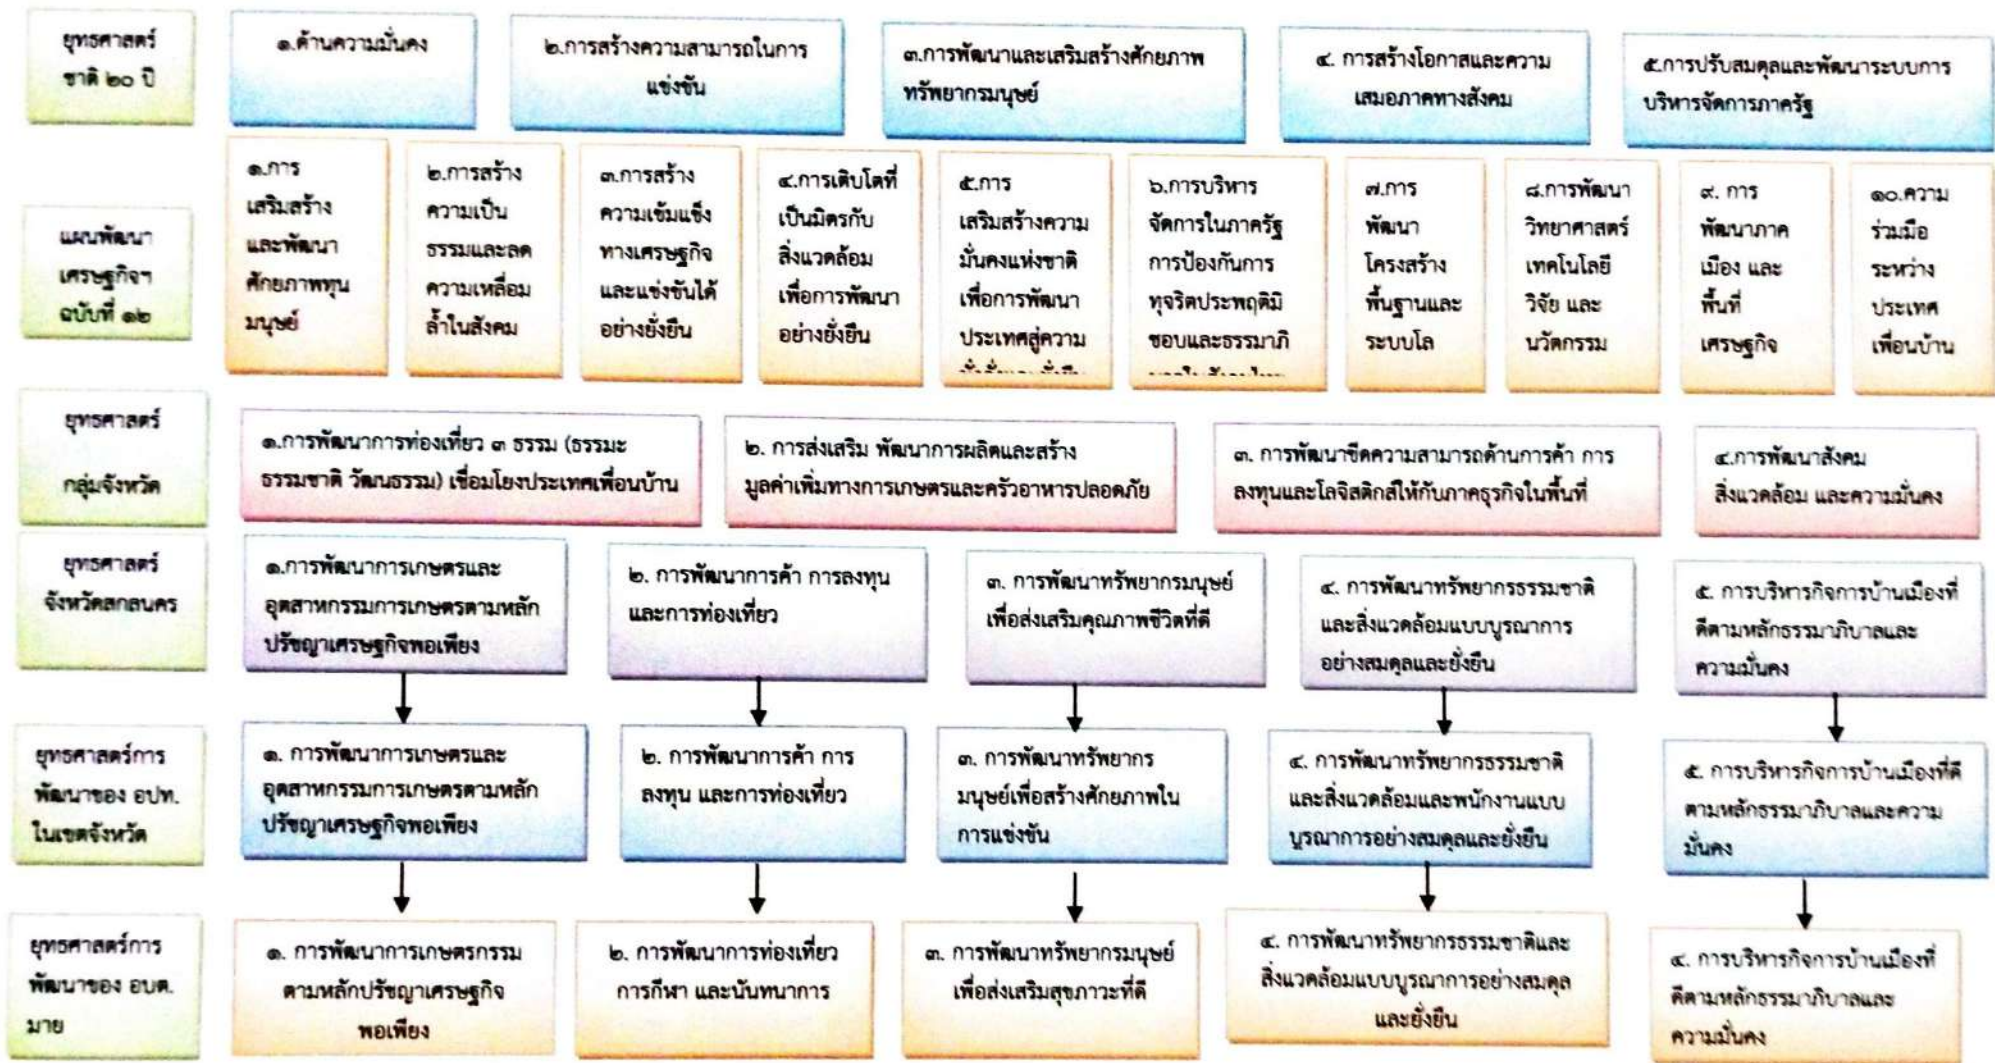 ยุทธศาสตร์
ชาติ ๒๐ ปี
๑.ด้านความมั่นคง
๒.การสร้างความสามารถในการ
แข่งขัน
๓.การพัฒนาและเสริมสร้างศักยภาพ
ทรัพยากรมนุษย์
๔. การสร้างโอกาสและความ
เสมอภาคทางสังคม
๕.การปรับสมดุลและพัฒนาระบบการ
บริหารจัดการภาครัฐ
แผนพัฒนา
เศรษฐกิจฯ
ฉบับที่ ๑๒
๑.การ
เสริมสร้าง
และพัฒนา
ศักยภาพทุน
มนุษย์
๒.การสร้าง
ความเป็น
ธรรมและลด
ความเหลื่อม
ล้ำในสังคม
๓.การสร้าง
ความเข้มแข็ง
ทางเศรษฐกิจ
และแข่งขันได้
อย่างยั่งยืน
๔.การเติบโตที่
เป็นมิตรกับ
สิ่งแวดล้อม
เพื่อการพัฒนา
อย่างยั่งยืน
๕.การ
เสริมสร้างความ
มั่นคงแห่งชาติ
เพื่อการพัฒนา
ประเทศสู่ความ
๖.การบริหาร
จัดการในภาครัฐ
การป้องกันการ
ทุจริตประพฤติมิ
ชอบและธรรมาภิ
๗.การ
พัฒนา
โครงสร้าง
พื้นฐานและ
ระบบโล
๘.การพัฒนา
วิทยาศาสตร์
เทคโนโลยี
วิจัย และ
นวัตกรรม
๙. การ
พัฒนาภาค
เมือง และ
พื้นที่
เศรษฐกิจ
๑๐.ความ
ร่วมมือ
ระหว่าง
ประเทศ
เพื่อนบ้าน
ยุทธศาสตร์
กลุ่มจังหวัด
๑.การพัฒนาการท่องเที่ยว ๓ ธรรม (ธรรมะ
ธรรมชาติ วัฒนธรรม) เชื่อมโยงประเทศเพื่อนบ้าน
๒. การส่งเสริม พัฒนาการผลิตและสร้าง
มูลค่าเพิ่มทางการเกษตรและครัวอาหารปลอดภัย
๓. การพัฒนาขีดความสามารถด้านการค้า การ
ลงทุนและโลจิสติกส์ให้กับภาคธุรกิจในพื้นที่
๔.การพัฒนาสังคม
สิ่งแวดล้อม และความมั่นคง
ยุทธศาสตร์
จังหวัดสกลนคร
๑.การพัฒนาการเกษตรและ
อุตสาหกรรมการเกษตรตามหลัก
ปรัชญาเศรษฐกิจพอเพียง
๒. การพัฒนาการค้า การลงทุน
และการท่องเที่ยว
๓. การพัฒนาทรัพยากรมนุษย์
เพื่อส่งเสริมคุณภาพชีวิตที่ดี
๔. การพัฒนาทรัพยากรธรรมชาติ
และสิ่งแวดล้อมแบบบูรณาการ
อย่างสมดุลและยั่งยืน
๕. การบริหารกิจการบ้านเมืองที่
ดีตามหลักธรรมาภิบาลและ
ความมั่นคง
ยุทธศาสตร์การ
พัฒนาของ อปท.
ในเขตจังหวัด
๑. การพัฒนาการเกษตรและ
อุตสาหกรรมการเกษตรตามหลัก
ปรัชญาเศรษฐกิจพอเพียง
๒. การพัฒนาการค้า การ
ลงทุน และการท่องเที่ยว
๓. การพัฒนาทรัพยากร
มนุษย์เพื่อสร้างศักยภาพใน
การแข่งขัน
๔. การพัฒนาทรัพยากรธรรมชาติ
และสิ่งแวดล้อมและพนักงานแบบ
บูรณาการอย่างสมดุลและยั่งยืน
๕. การบริหารกิจการบ้านเมืองที่ดี
ตามหลักธรรมาภิบาลและความ
มั่นคง
ยุทธศาสตร์การ
พัฒนาของ อบต.
มาย
๑. การพัฒนาการเกษตรกรรม
ตามหลักปรัชญาเศรษฐกิจ
พอเพียง
๒. การพัฒนาการท่องเที่ยว
การกีฬา และนันทนาการ
๓. การพัฒนาทรัพยากรมนุษย์
เพื่อส่งเสริมสุขภาวะที่ดี
๔. การพัฒนาทรัพยากรธรรมชาติและ
สิ่งแวดล้อมแบบบูรณาการอย่างสมดุล
และยั่งยืน
๔. การบริหารกิจการบ้านเมืองที่
ดีตามหลักธรรมาภิบาลและ
ความมั่นคง